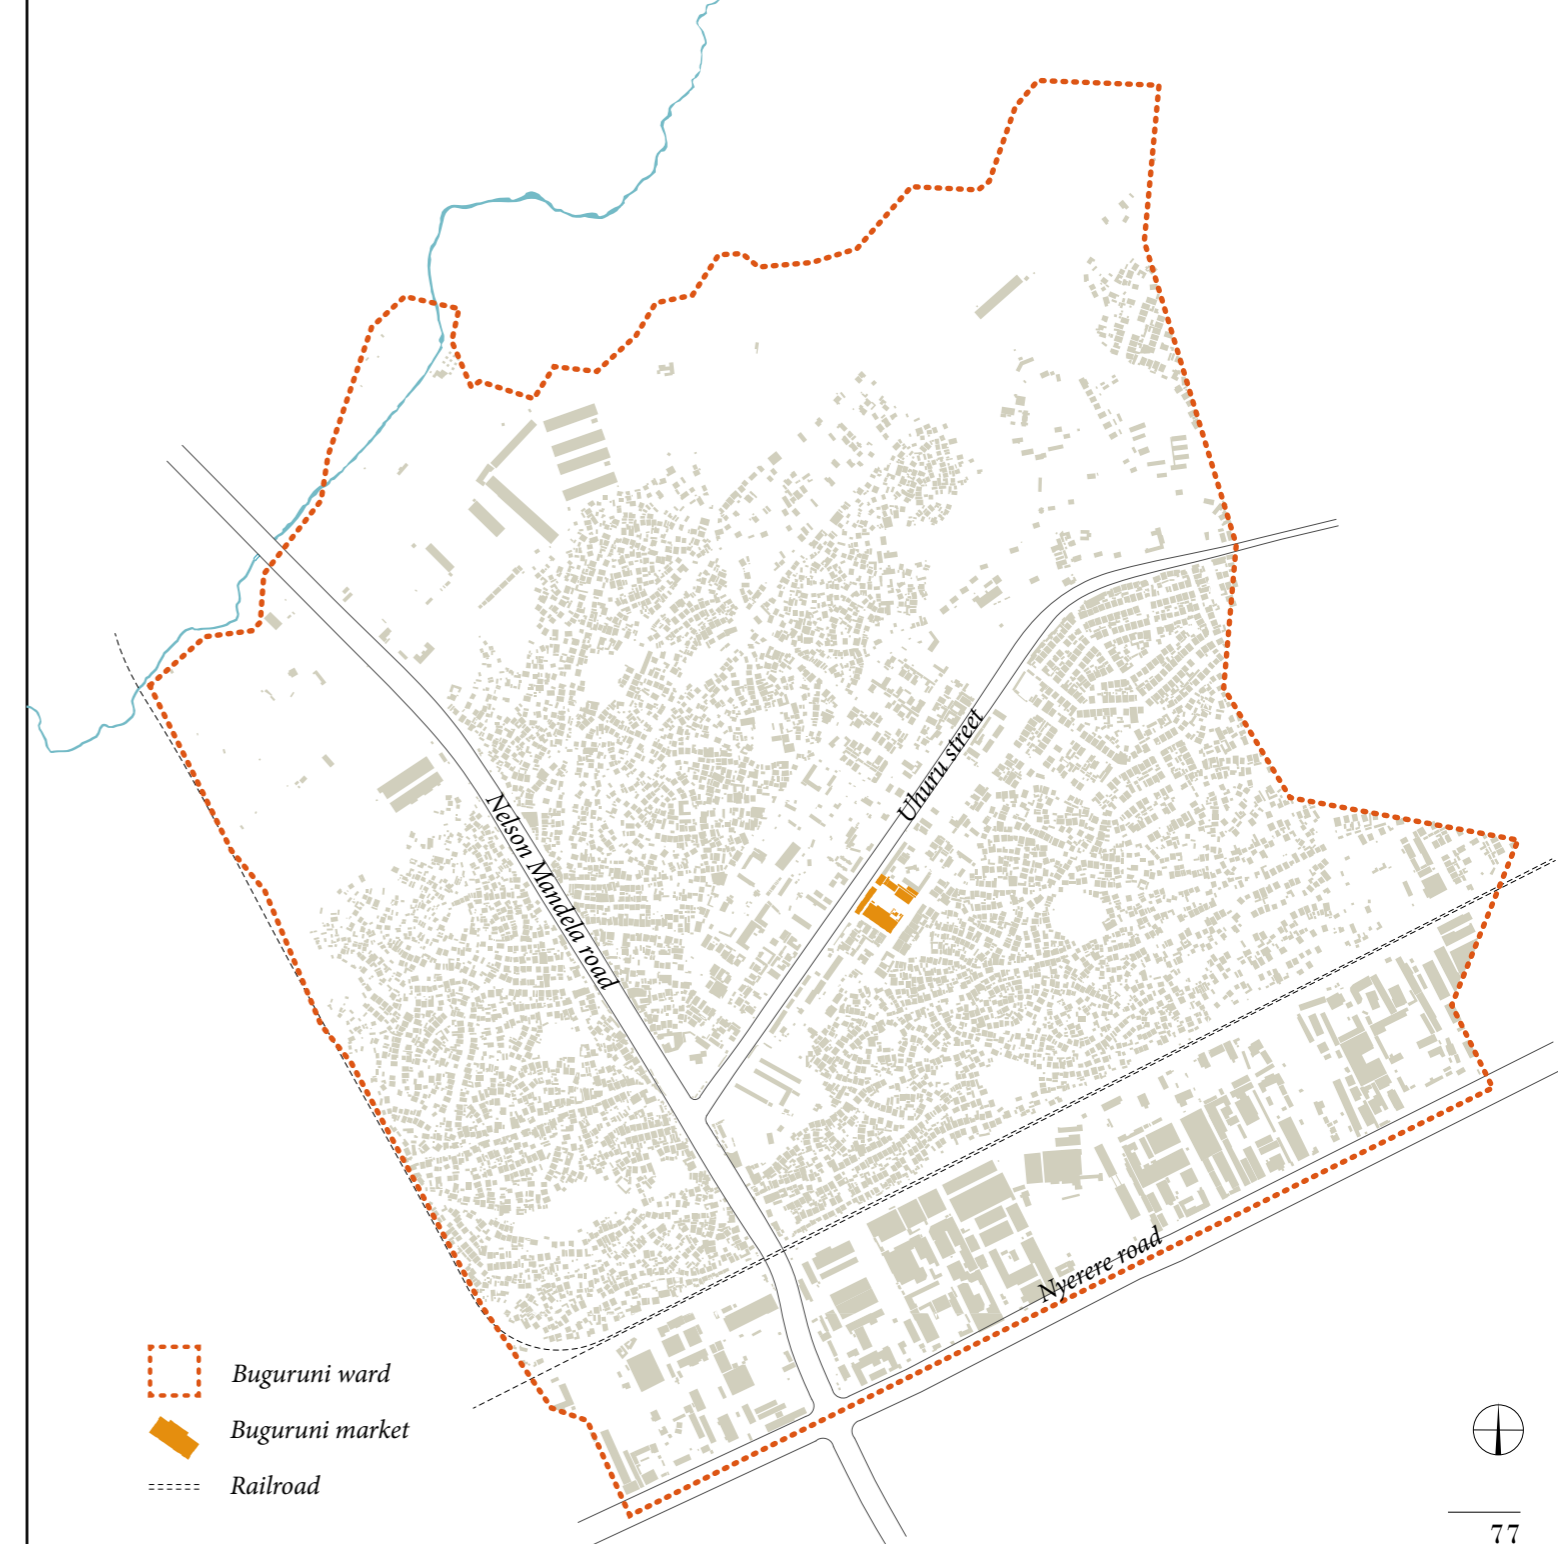 Uhuru street
Nelson Mandela road
Nyerere road
Buguruni ward
Buguruni market
Railroad
77